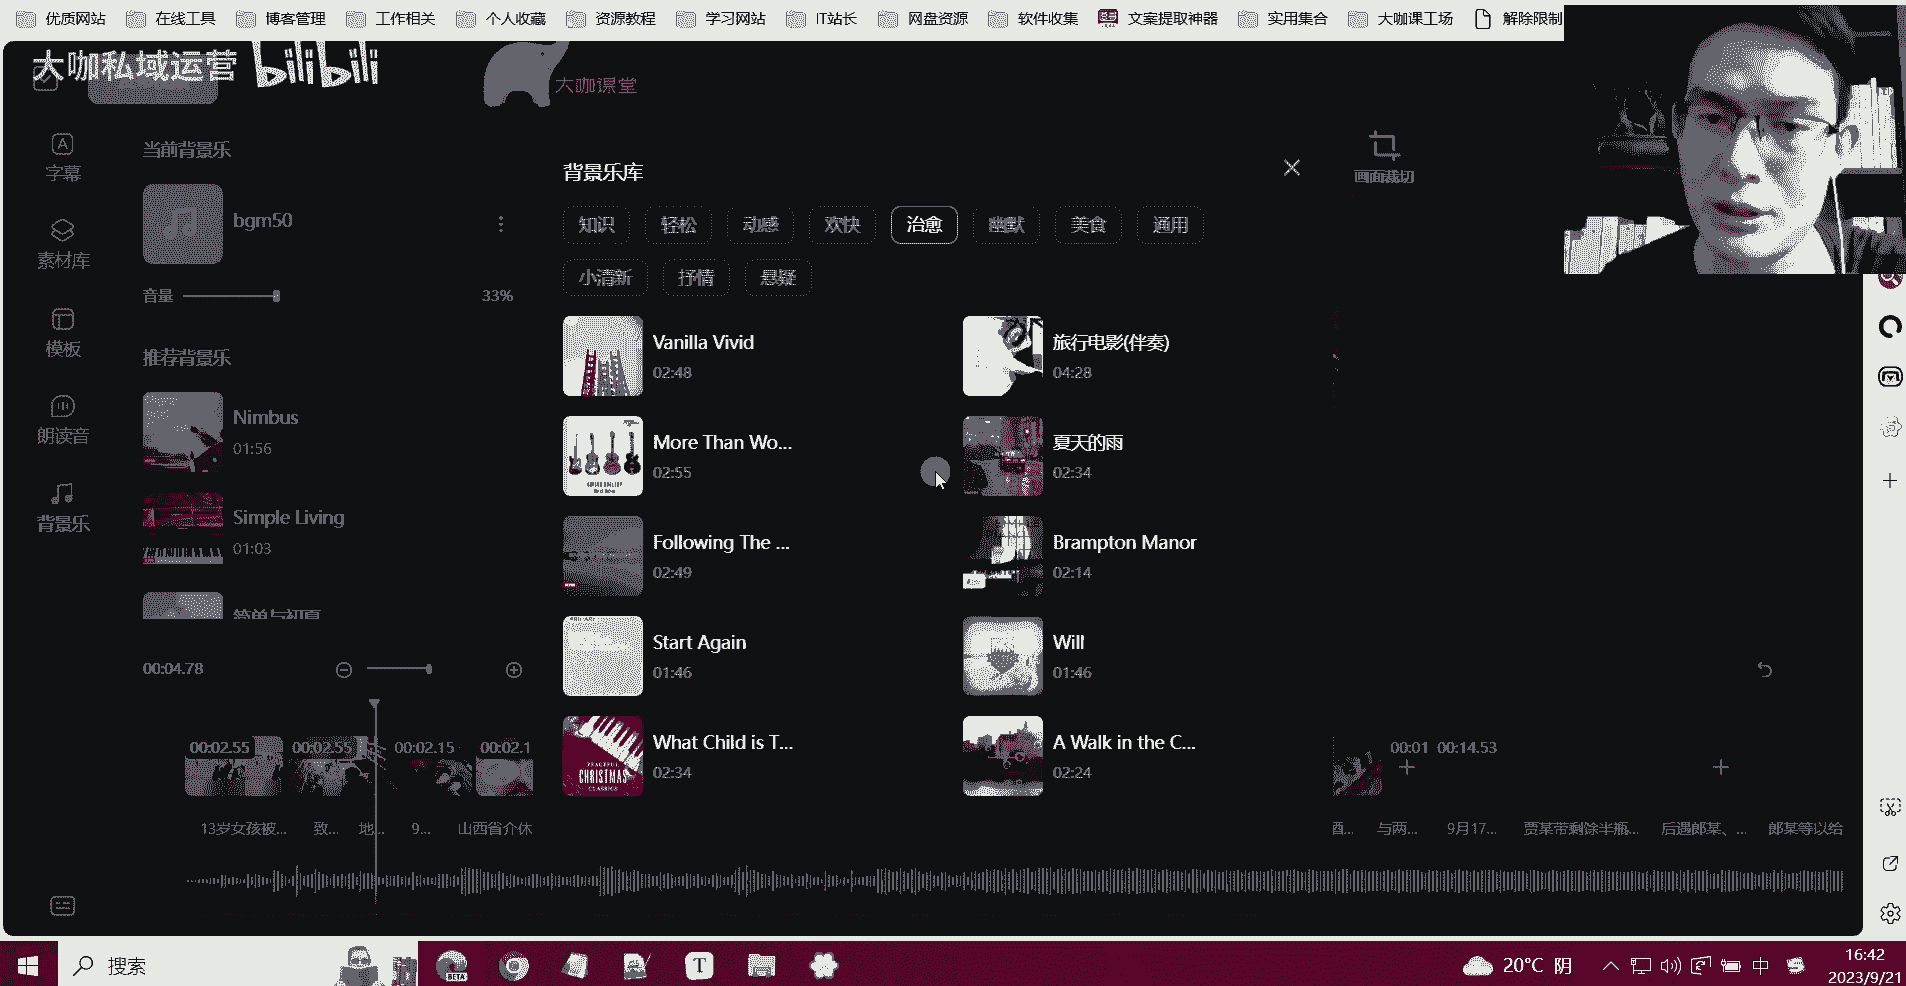 优质网站
在线工具
博客管理
工作相关
个人收藏
资源教程
学习网站
IT站长
网盘资源
软件收集
文案提取神器
实用集合
大咖课工场
解除限制
大咖私域运营 bilibili
大咖课堂
字幕
素材库
模板
朗读音
背景乐
当前背景乐
bgm50
音量
33%
推荐背景乐
Nimbus
01:56
Simple Living
01:03
简单与初夏
背景乐库
知识
轻松
动感
欢快
治愈
幽默
美食
通用
小清新
抒情
悬疑
Vanilla Vivid
02:48
旅行电影(伴奏)
04:28
More Than Wo...
02:55
夏天的雨
02:34
Following The ...
02:49
Brampton Manor
02:14
Start Again
01:46
Will
01:46
What Child is T...
02:34
A Walk in the C...
02:24
PEACEFUL
CHRISTMAS
CLASSICS
画面裁切
00:04.78
00:02.55
00:02.55
00:02.15
00:02.1
00:01
00:14.53
13岁女孩被...
致...
地...
9...
山西省介休
酒...
与两...
9月17...
贾某带剩余半瓶...
后遇郎某、...
郎某等以给
搜索
BETA
T
20°C 阴
中
16:42
2023/9/21